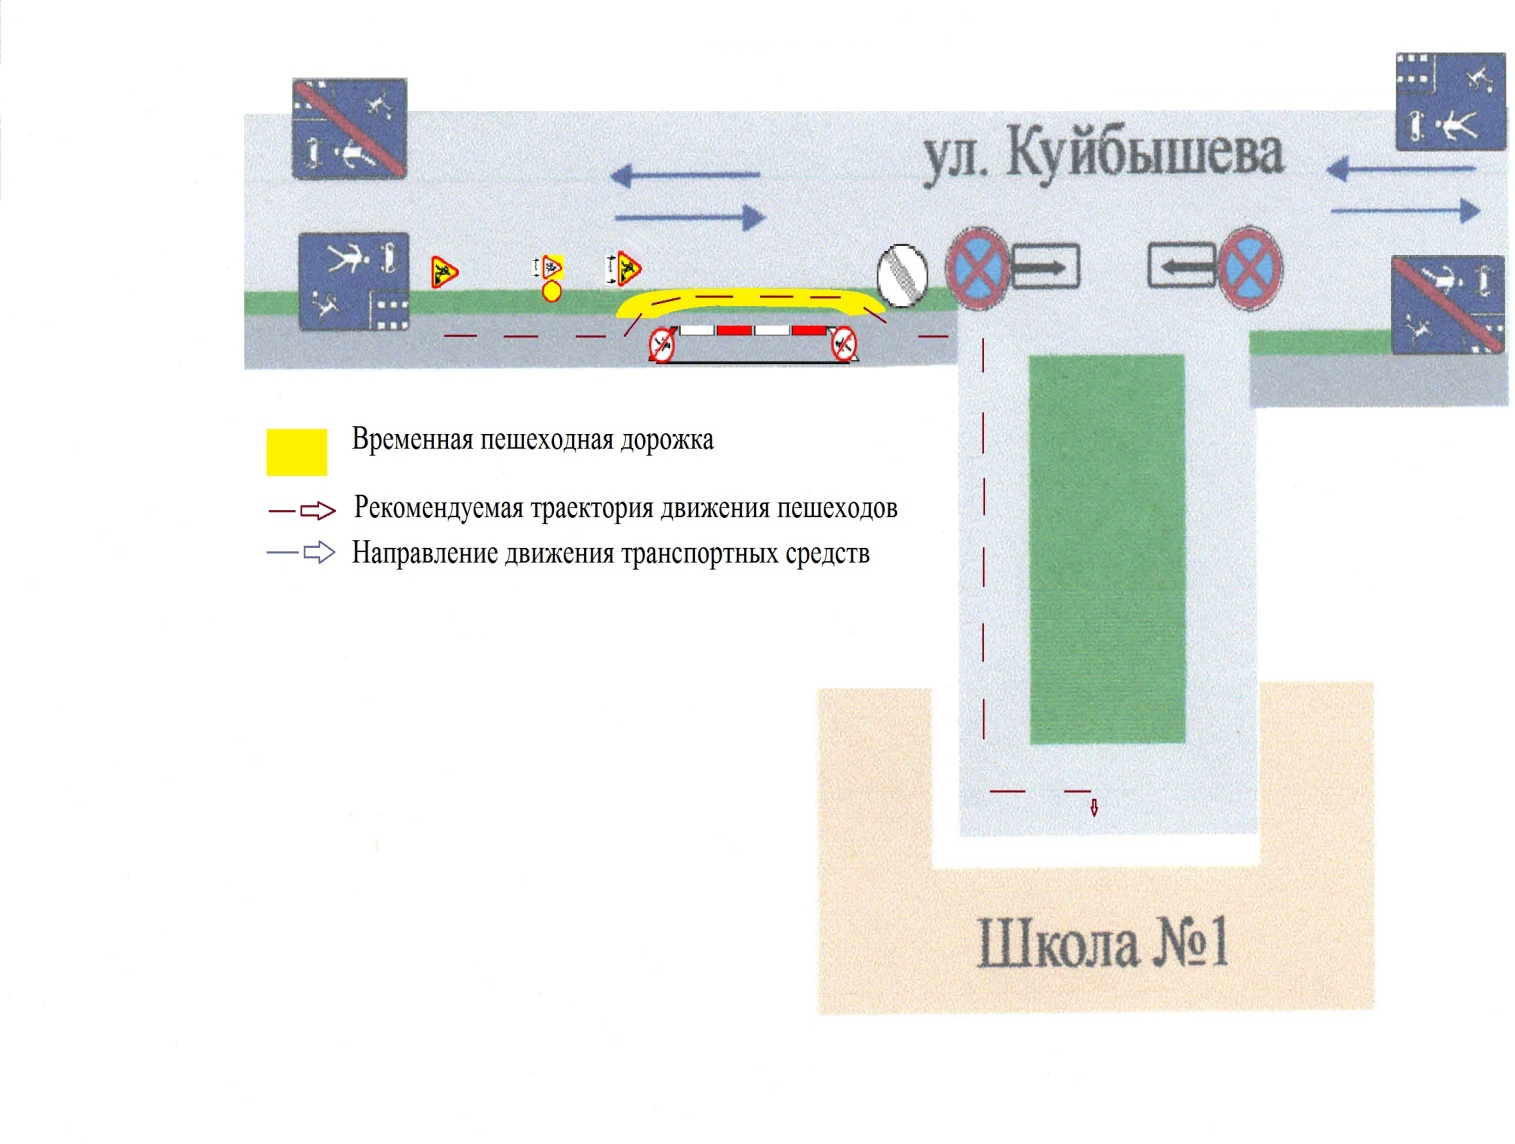 ул. Куйбышева
Временная пешеходная дорожка
Рекомендуемая траектория движения пешеходов
Направление движения транспортных средств
Школа №1